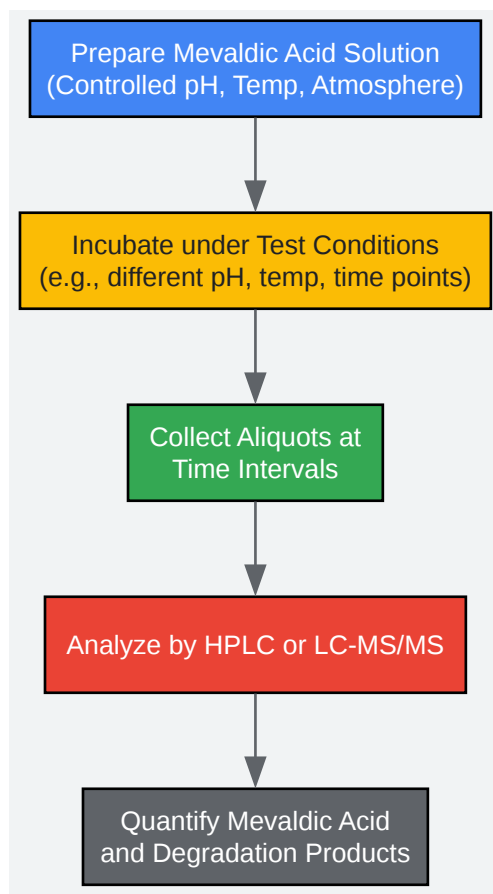 Prepare Mevaldic Acid Solution
(Controlled pH, Temp, Atmosphere)
Incubate under Test Conditions
(e.g., different pH, temp, time points)
Collect Aliquots at
Time Intervals
Analyze by HPLC or LC-MS/MS
Quantify Mevaldic Acid
and Degradation Products